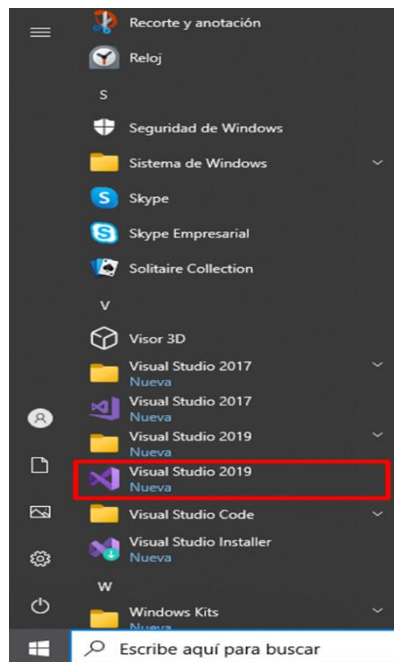 Recorte y anotación
Reloj
S
Seguridad de Windows
Sistema de Windows
Skype
Skype Empresarial
Solitaire Collection
V
Visor 3D
Visual Studio 2017
Nueva
Visual Studio 2017
Nueva
Visual Studio 2019
Nueva
Visual Studio 2019
Nueva
Visual Studio Code
Visual Studio Installer
Nueva
W
Windows Kits
Nueva
Escribe aquí para buscar